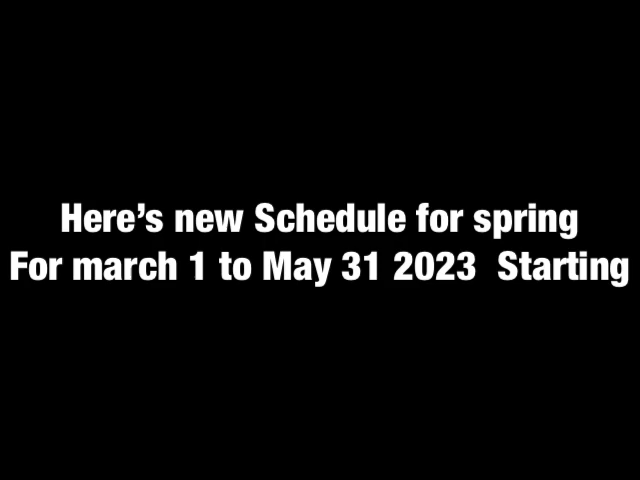 Here’s new Schedule for spring
For march 1 to May 31 2023  Starting